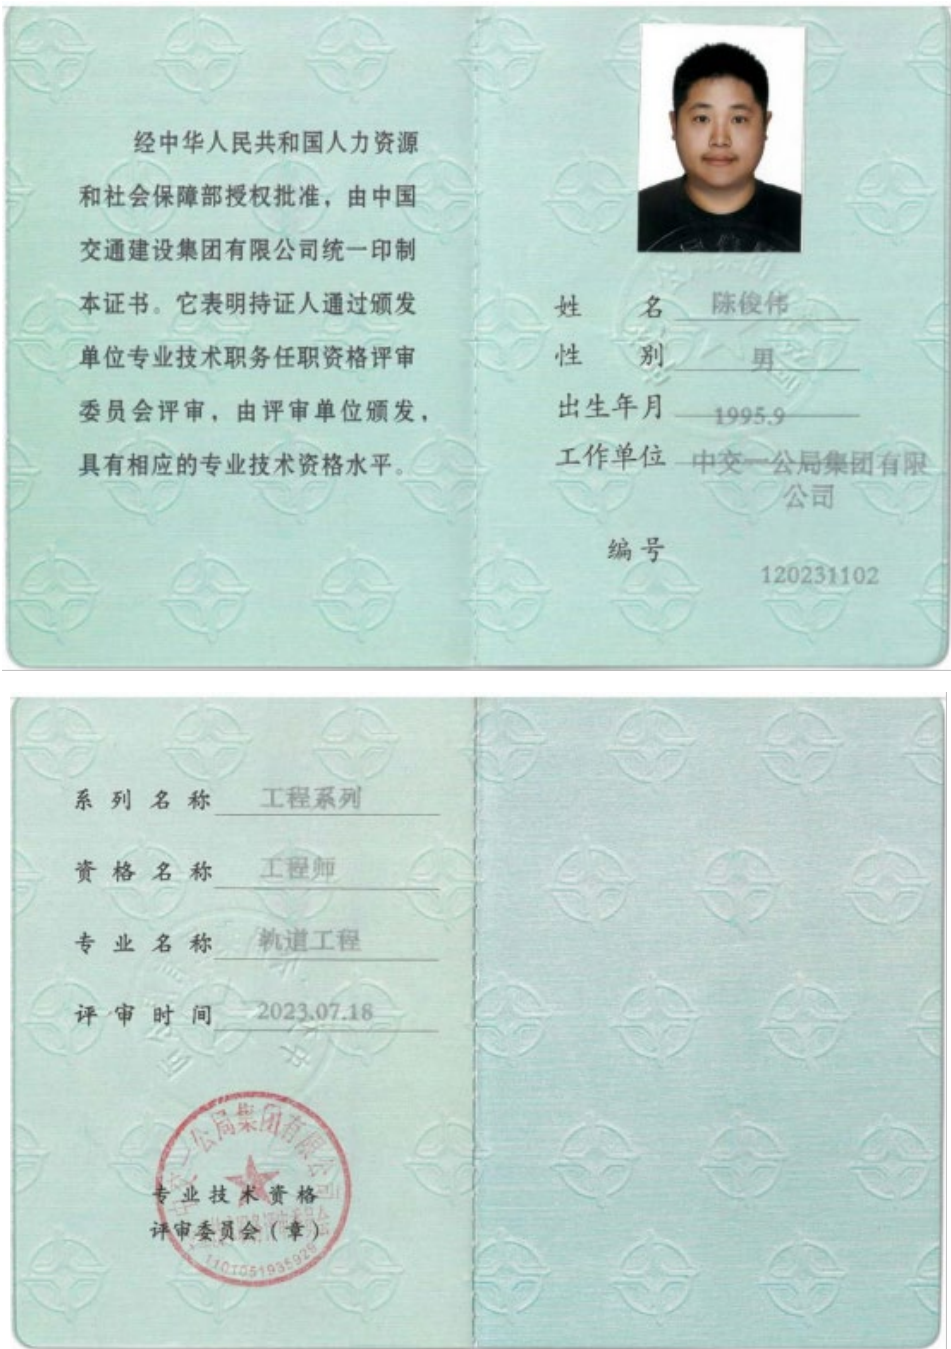 经中华人民共和国人力资源
和社会保障部授权批准，由中国
交通建设集团有限公司统一印制
本证书。它表明持证人通过颁发
单位专业技术职务任职资格评审
委员会评审，由评审单位颁发，
具有相应的专业技术资格水平。
姓 名 陈俊伟
性 别 男
出生年月 1995.9
工作单位 中交一公局集团有限
公司
编号
120231102
系列名称 工程系列
资格名称 工程师
专业名称 轨道工程
评审时间 2023.07.18
中交一公局集团有限公司
专业技术资格
评审委员会（章）
1101051935929